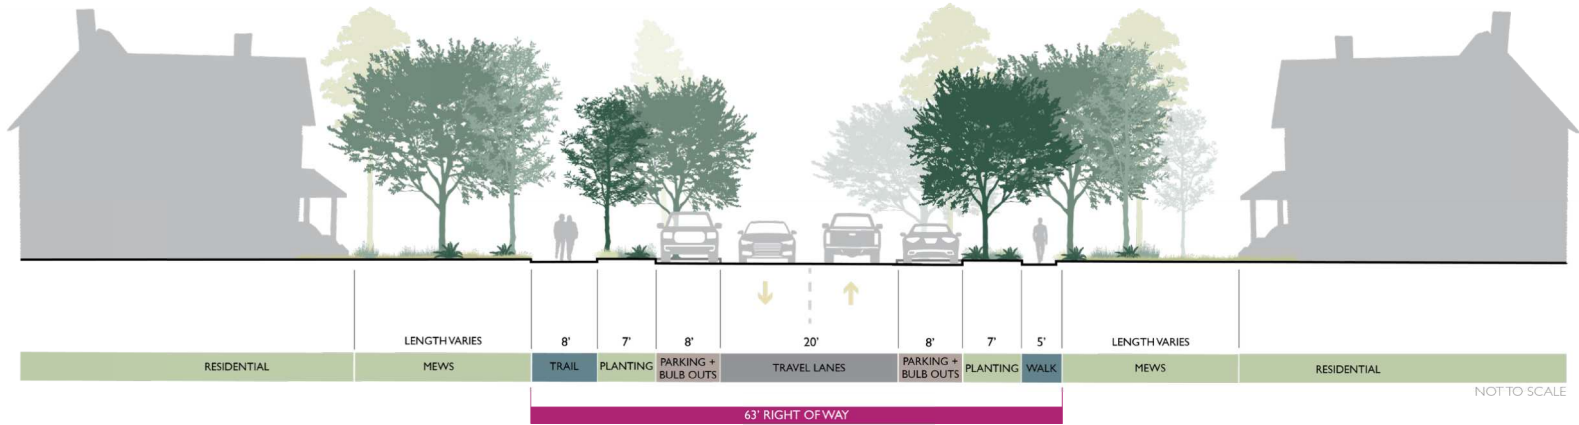 LENGTH VARIES
8'
7'
8'
20'
8'
7'
5'
LENGTH VARIES
RESIDENTIAL
MEWS
TRAIL
PLANTING
PARKING +
BULB OUTS
TRAVEL LANES
PARKING +
BULB OUTS
PLANTING
WALK
MEWS
RESIDENTIAL
NOT TO SCALE
63' RIGHT OF WAY